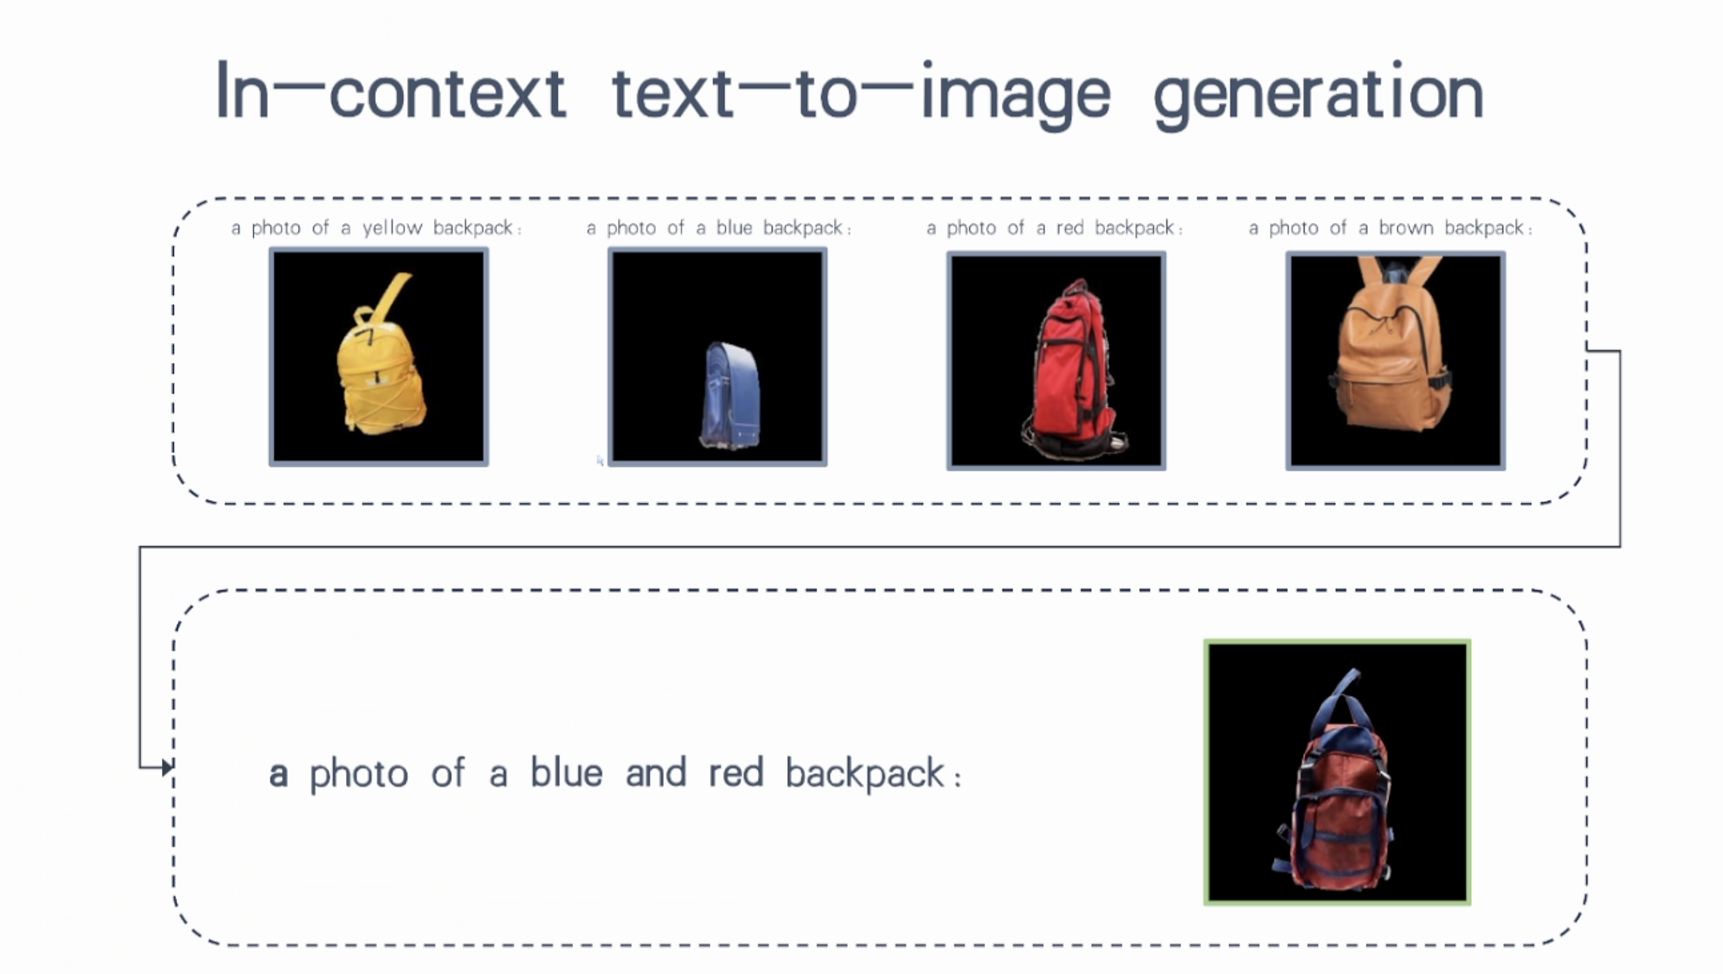 In-context text-to-image generation
a photo of a yellow backpack:
a photo of a blue backpack:
a photo of a red backpack:
a photo of a brown backpack:
a photo of a blue and red backpack: